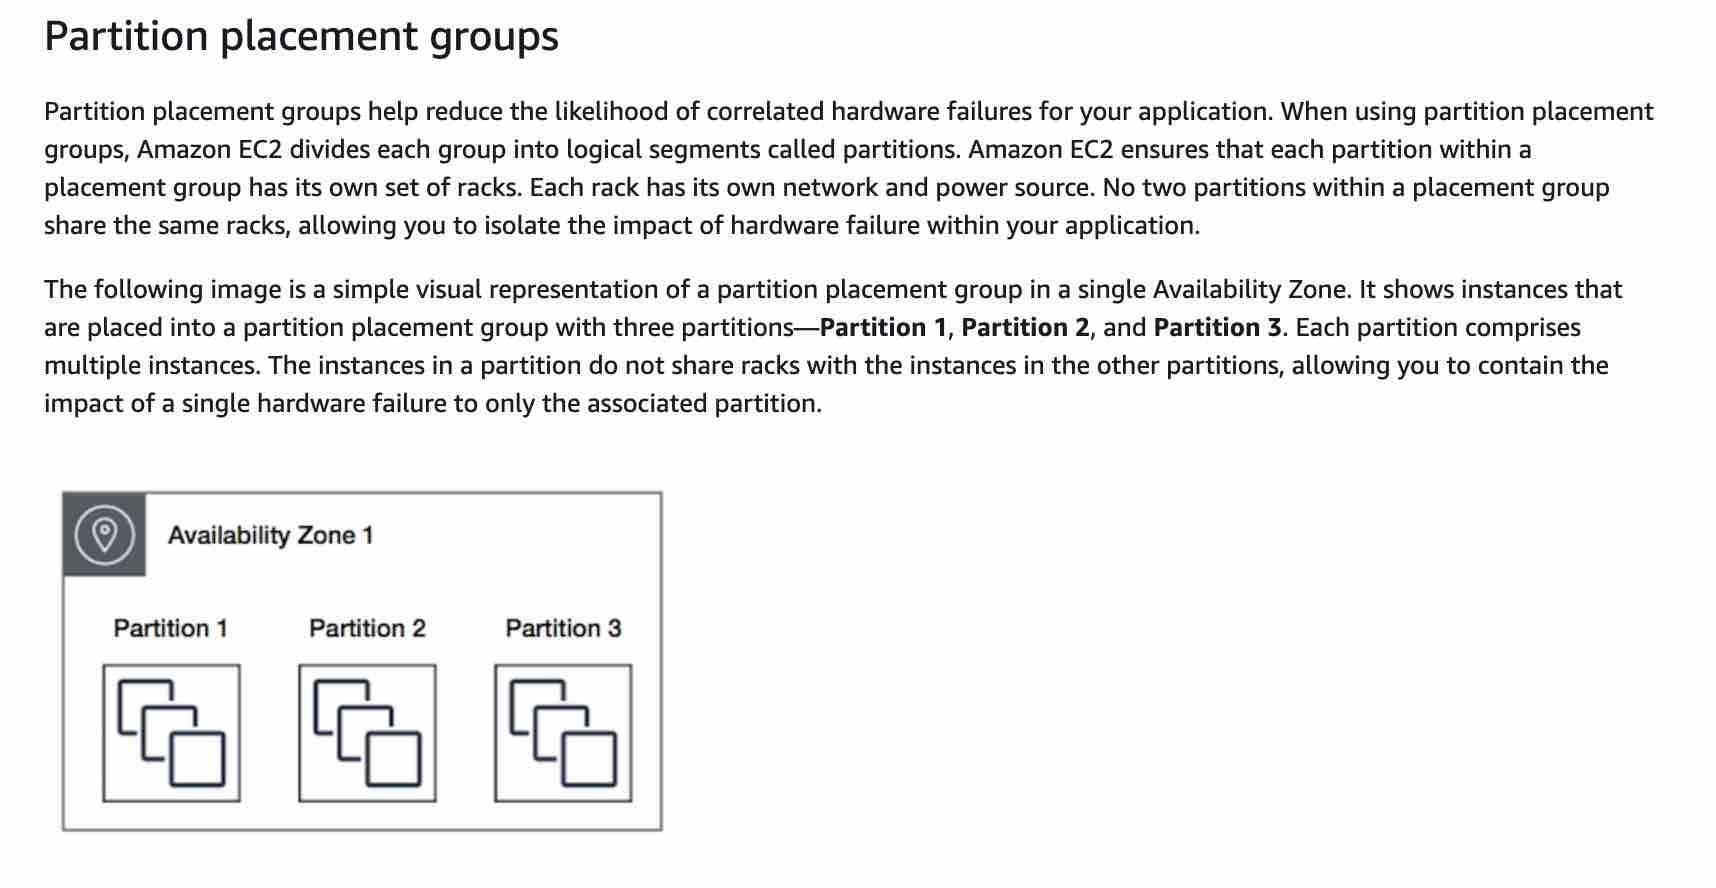 Partition placement groups
Partition placement groups help reduce the likelihood of correlated hardware failures for your application. When using partition placement
groups, Amazon EC2 divides each group into logical segments called partitions. Amazon EC2 ensures that each partition within a
placement group has its own set of racks. Each rack has its own network and power source. No two partitions within a placement group
share the same racks, allowing you to isolate the impact of hardware failure within your application.
The following image is a simple visual representation of a partition placement group in a single Availability Zone. It shows instances that
are placed into a partition placement group with three partitions—Partition 1, Partition 2, and Partition 3. Each partition comprises
multiple instances. The instances in a partition do not share racks with the instances in the other partitions, allowing you to contain the
impact of a single hardware failure to only the associated partition.
Availability Zone 1
Partition 1 Partition 2 Partition 3